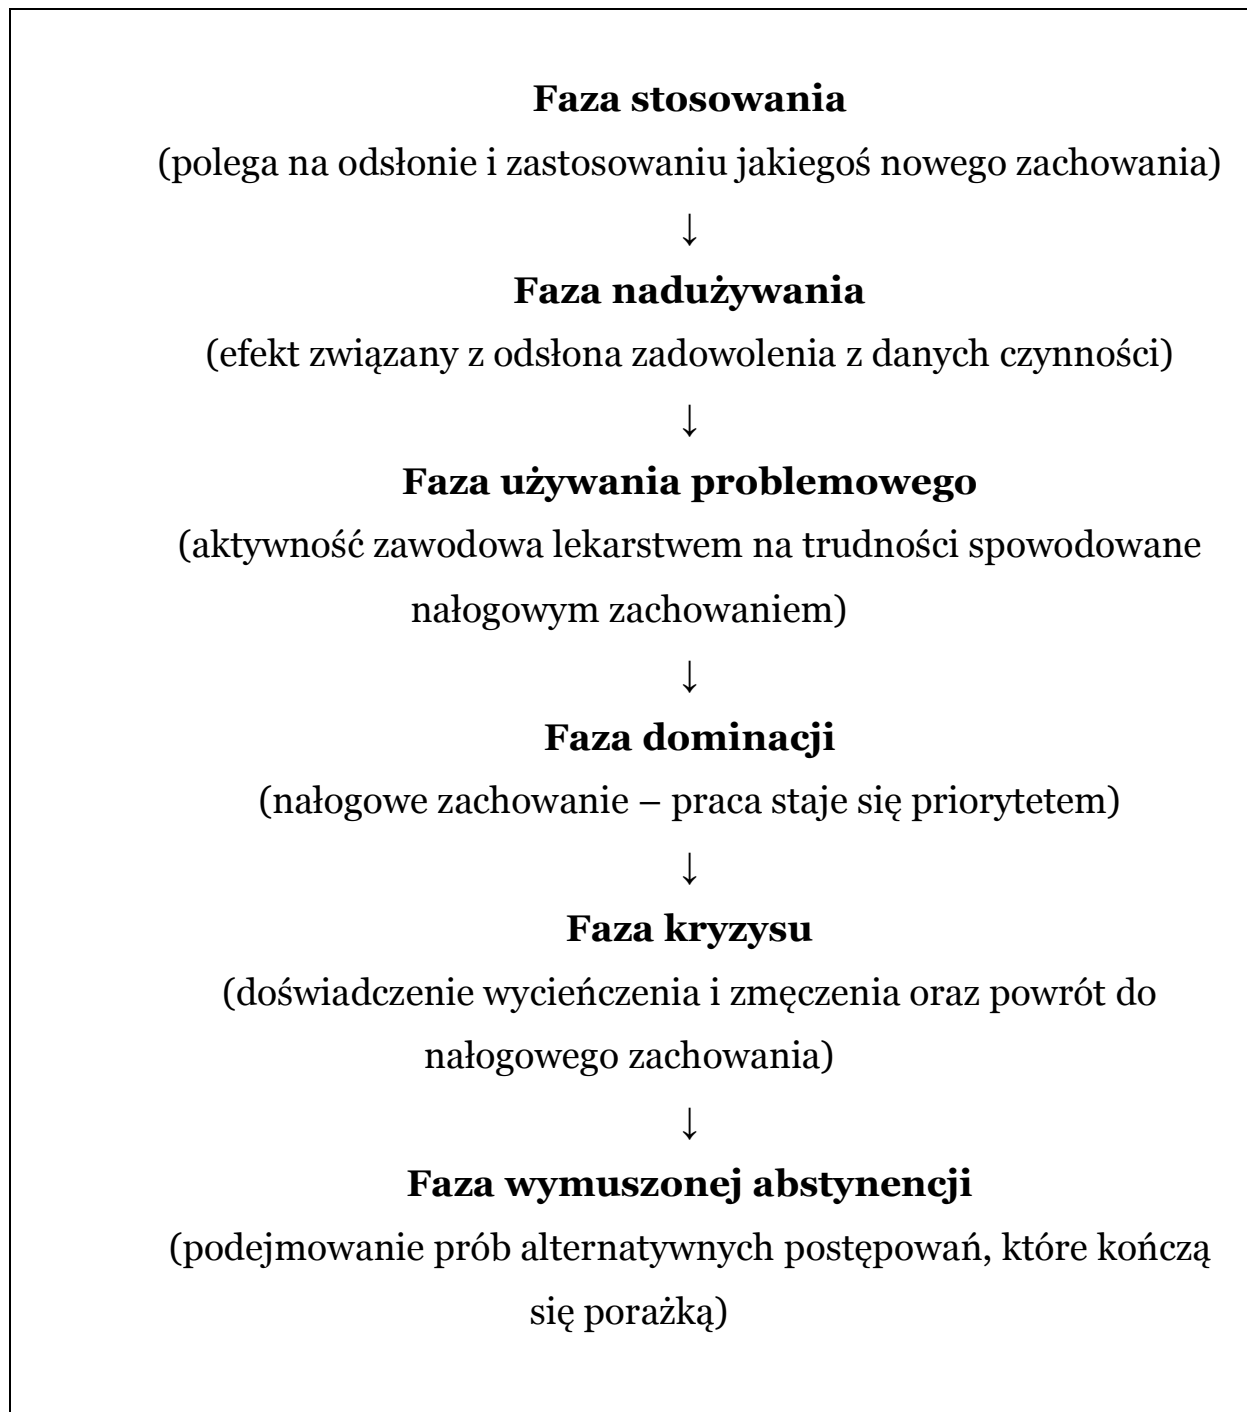 Faza stosowania
(polega na odsłonie i zastosowaniu jakiegoś nowego zachowania)
↓
Faza nadużywania
(efekt związany z odsłona zadowolenia z danych czynności)
↓
Faza używania problemowego
(aktywność zawodowa lekarstwem na trudności spowodowane
nałogowym zachowaniem)
↓
Faza dominacji
(nałogowe zachowanie – praca staje się priorytetem)
↓
Faza kryzysu
(doświadczenie wycieńczenia i zmęczenia oraz powrót do
nałogowego zachowania)
↓
Faza wymuszonej abstynencji
(podejmowanie prób alternatywnych postępowań, które kończą
się porażką)